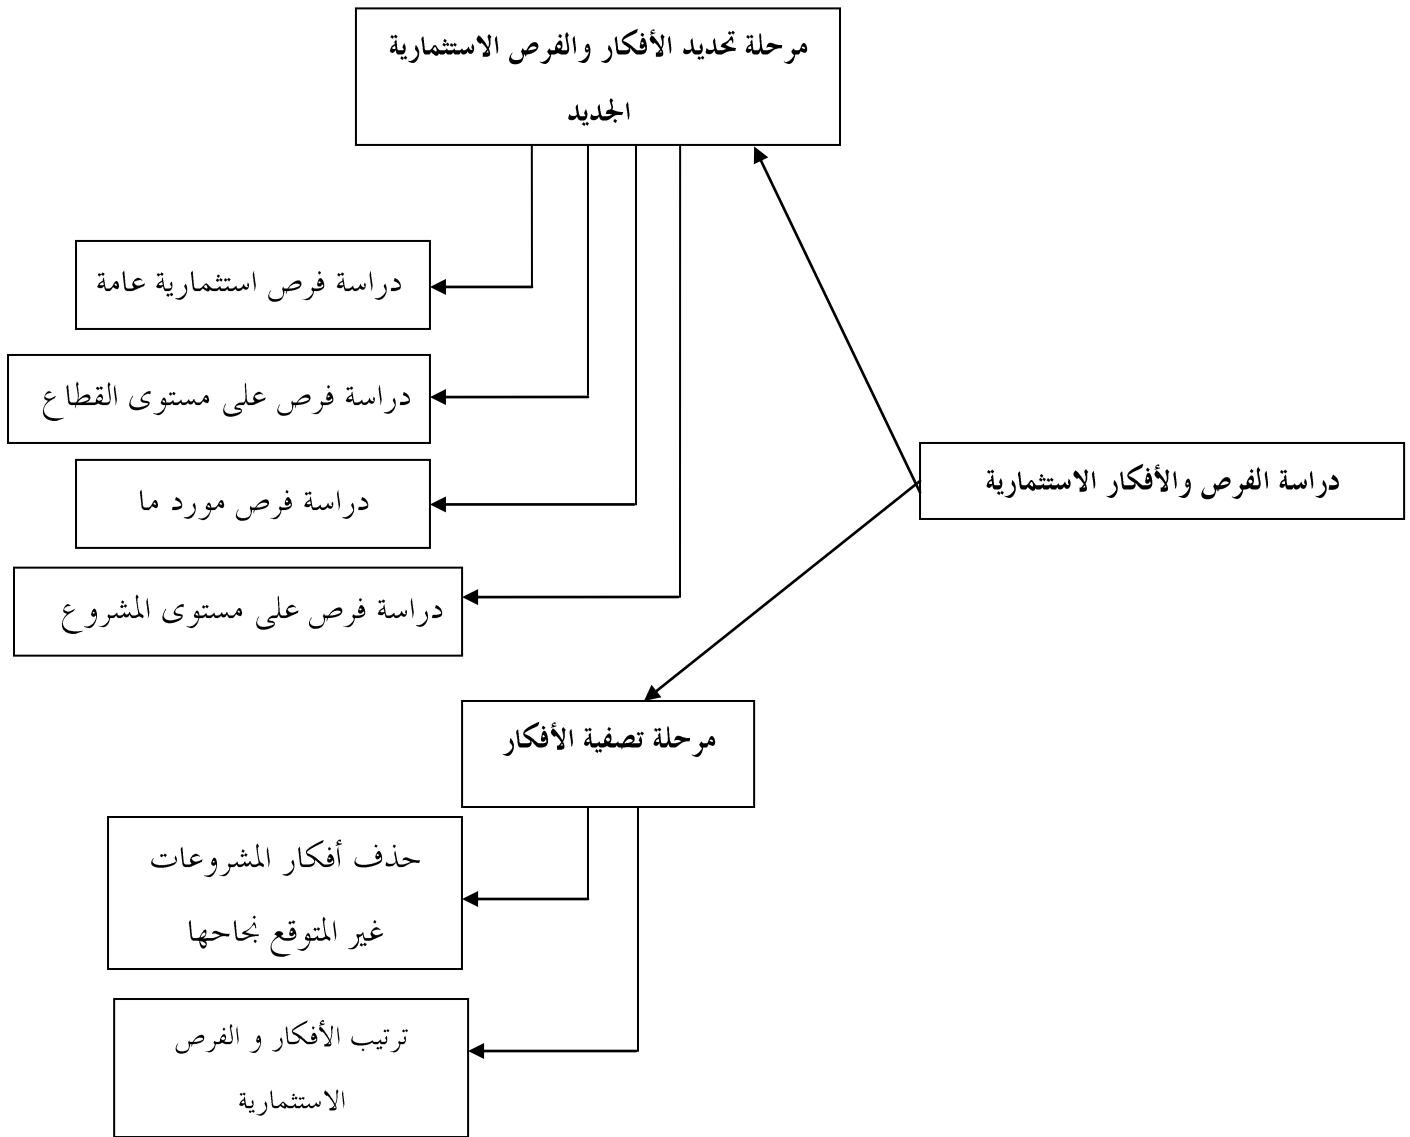 مرحلة تحديد الأفكار والفرص الاستثمارية
الجديد
دراسة فرص استثمارية عامة
دراسة فرص على مستوى القطاع
دراسة الفرص والأفكار الاستثمارية
دراسة فرص مورد ما
دراسة فرص على مستوى المشروع
مرحلة تصفية الأفكار
حذف أفكار المشروعات
غير المتوقع نجاحها
ترتيب الأفكار و الفرص
الاستثمارية